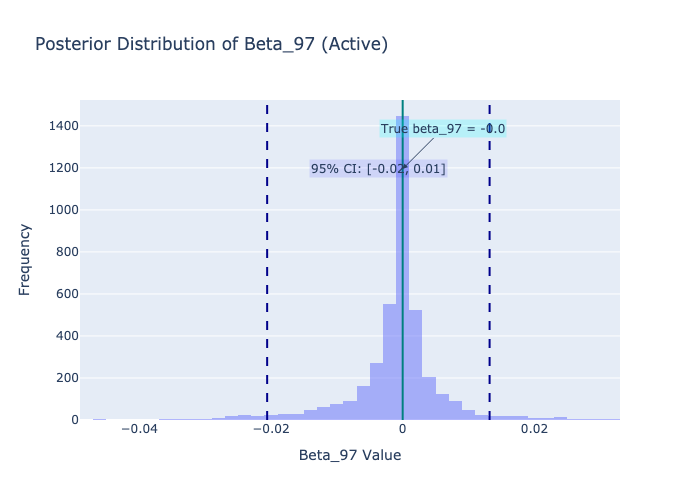 Posterior Distribution of Beta_97 (Active)
1400
True beta_97 = -0.0
95% CI: [-0.02, 0.01]
1200
1000
800
600
400
200
0
−0.04
−0.02
0
0.02
Frequency
Beta_97 Value